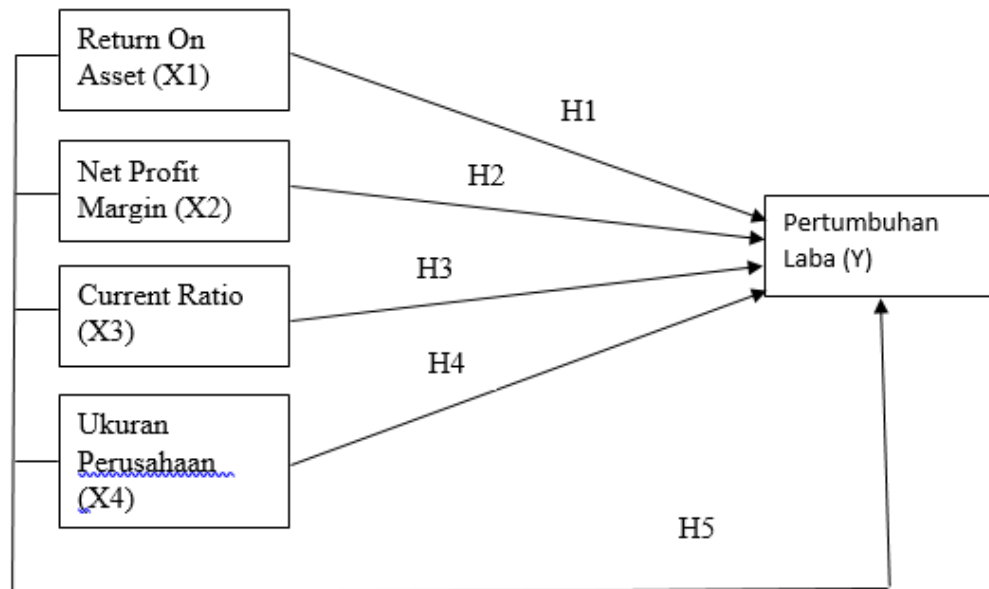 Return On
Asset (X1)
H1
Net Profit
Margin (X2)
H2
Pertumbuhan
Laba (Y)
Current Ratio
(X3)
H3
H4
Ukuran
Perusahaan
(X4)
H5